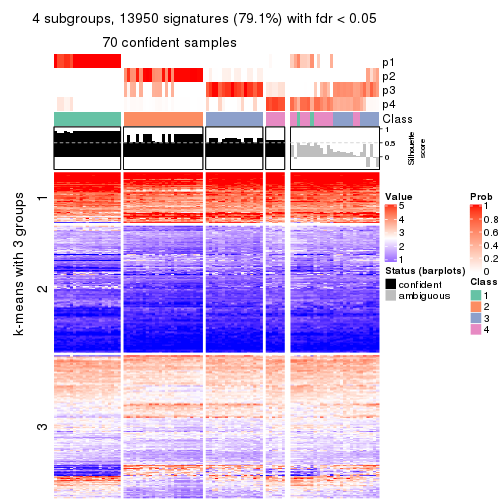 4 subgroups, 13950 signatures (79.1%) with fdr < 0.05
70 confident samples
p1
p2
p3
p4
Class
1
0.5
0
Silhouette
score
k-means with 3 groups
1
2
3
Value
5
4
3
2
1
Status (barplots)
confident
ambiguous
Prob
1
0.8
0.6
0.4
0.2
0
Class
1
2
3
4